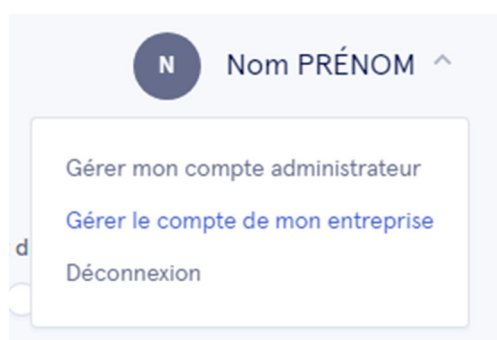 N
Nom PRÉNOM
Gérer mon compte administrateur
Gérer le compte de mon entreprise
d
Déconnexion